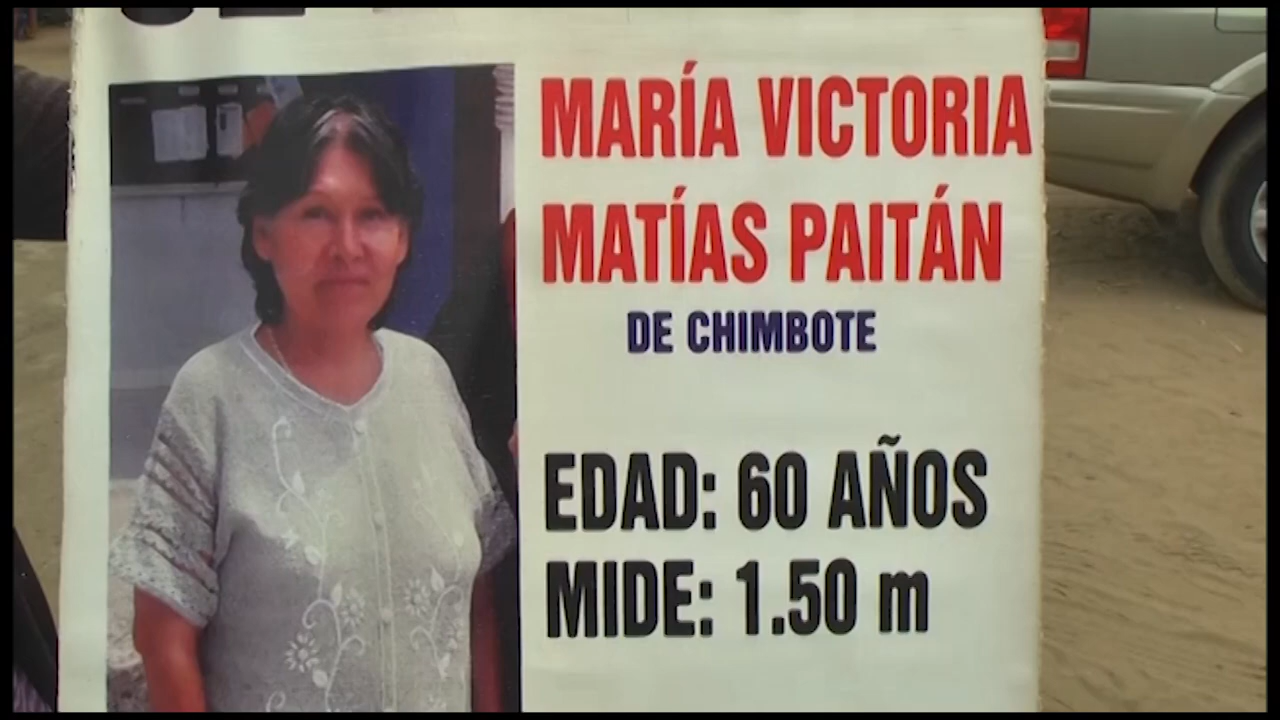 MARÍA VICTORIA
MATÍAS PAITÁN
DE CHIMBOTE
EDAD: 60 AÑOS
MIDE: 1.50 m